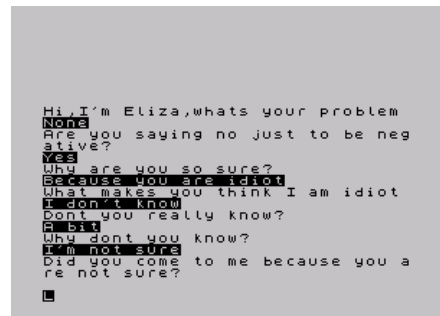 Hi,I'm Eliza,whats your problem
None
Are you saying no just to be neg
ative?
Yes
Why are you so sure?
Because you are idiot
What makes you think I am idiot
I don't know
Dont you really know?
A bit
Why dont you know?
I'm not sure
Did you come to me because you a
re not sure?
L